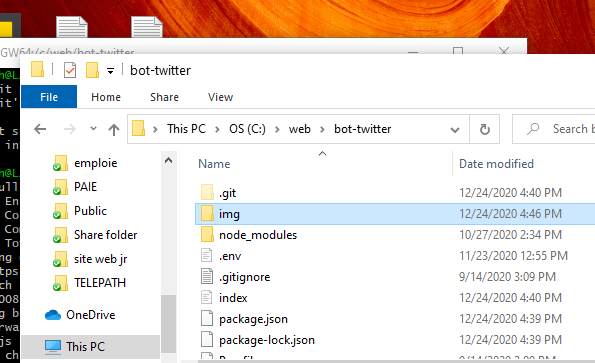 GW64:/c/web/bot-twitter
bot-twitter
File
Home
Share
View
This PC
OS (C:)
web
bot-twitter
Search b
Name
Date modified
emploie
PAIE
Public
Share folder
site web jr
TELEPATH
OneDrive
This PC
.git 12/24/2020 4:40 PM
img 12/24/2020 4:46 PM
node_modules 10/27/2020 2:34 PM
.env 11/23/2020 12:55 PM
.gitignore 9/14/2020 3:09 PM
index 12/24/2020 4:40 PM
package.json 12/24/2020 4:39 PM
package-lock.json 12/24/2020 4:39 PM